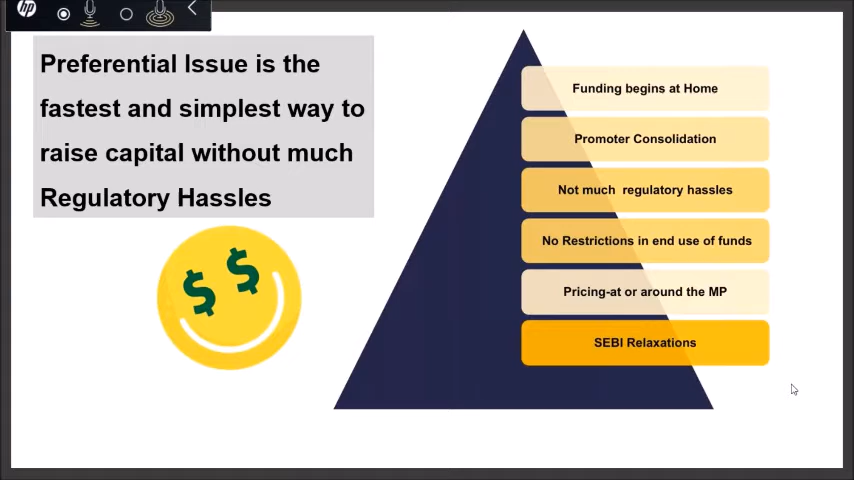 hp
Preferential Issue is the
fastest and simplest way to
raise capital without much
Regulatory Hassles
$ $
Funding begins at Home
Promoter Consolidation
Not much regulatory hassles
No Restrictions in end use of funds
Pricing-at or around the MP
SEBI Relaxations